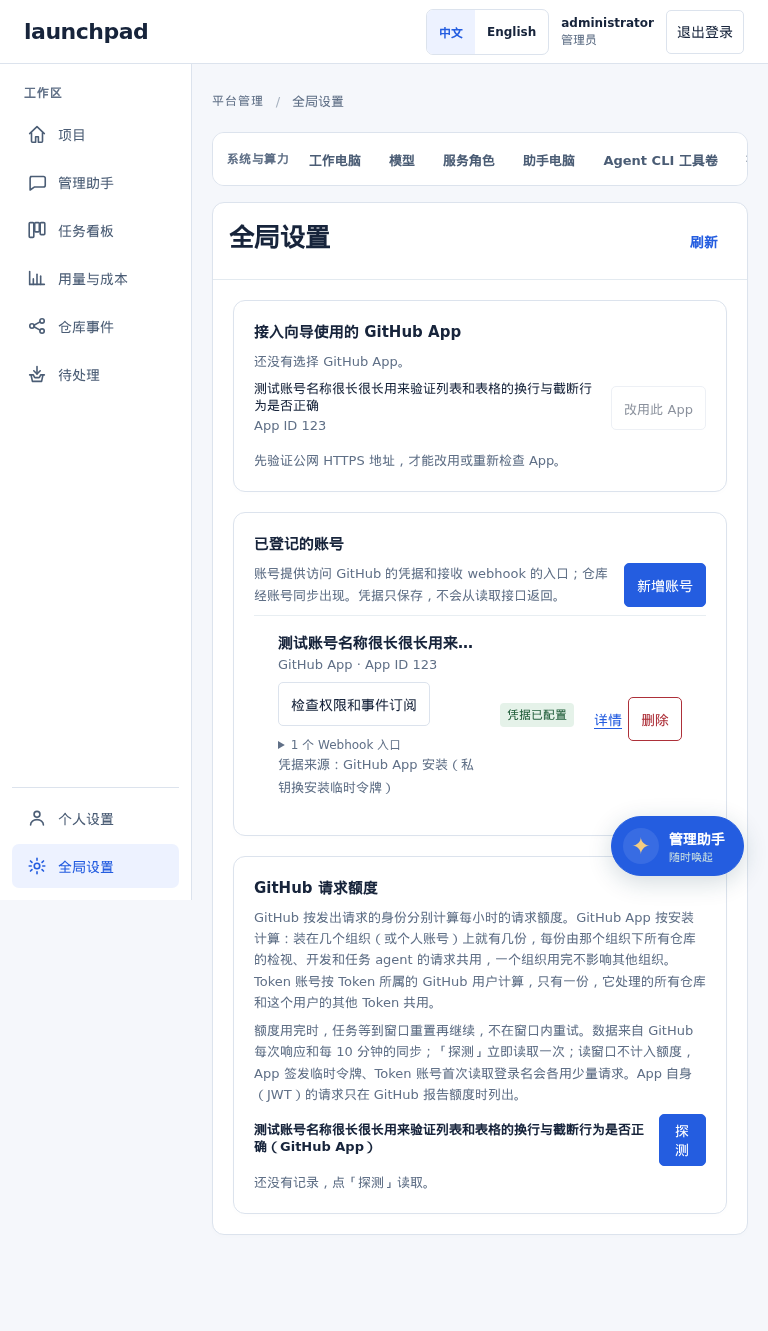 launchpad
中文
English
administrator
管理员
退出登录
工作区
项目
管理助手
任务看板
用量与成本
仓库事件
待处理
个人设置
全局设置
平台管理 / 全局设置
系统与算力
工作电脑
模型
服务角色
助手电脑
Agent CLI 工具卷
全局设置
刷新
接入向导使用的 GitHub App
还没有选择 GitHub App。
测试账号名称很长很长用来验证列表和表格的换行与截断行
为是否正确
App ID 123
改用此 App
先验证公网 HTTPS 地址，才能改用或重新检查 App。
已登记的账号
账号提供访问 GitHub 的凭据和接收 webhook 的入口；仓库
经账号同步出现。凭据只保存，不会从读取接口返回。
新增账号
测试账号名称很长很长用来...
GitHub App · App ID 123
检查权限和事件订阅
1 个 Webhook 入口
凭据来源：GitHub App 安装（私
钥换安装临时令牌）
凭据已配置
详情
删除
管理助手
随时唤起
GitHub 请求额度
GitHub 按发出请求的身份分别计算每小时的请求额度。GitHub App 按安装
计算：装在几个组织（或个人账号）上就有几份，每份由那个组织下所有仓库
的检视、开发和任务 agent 的请求共用，一个组织用完不影响其他组织。
Token 账号按 Token 所属的 GitHub 用户计算，只有一份，它处理的所有仓库
和这个用户的其他 Token 共用。
额度用完时，任务等到窗口重置再继续，不在窗口内重试。数据来自 GitHub
每次响应和每 10 分钟的同步；「探测」立即读取一次；读窗口不计入额度，
App 签发临时令牌、Token 账号首次读取登录名会各用少量请求。App 自身
（JWT）的请求只在 GitHub 报告额度时列出。
测试账号名称很长很长用来验证列表和表格的换行与截断行为是否正
确（GitHub App）
探
测
还没有记录，点「探测」读取。